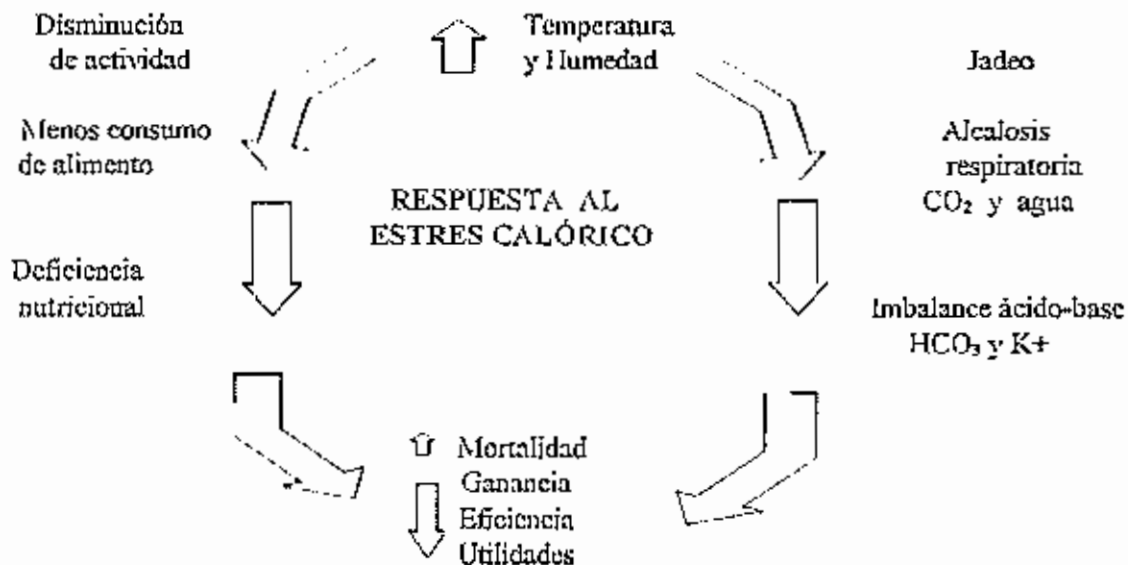 Disminución
de actividad
Temperatura
y Humedad
Jadeo
Menos consumo
de alimento
Alcalosis
respiratoria
CO₂ y agua
RESPUESTA AL
ESTRES CALÓRICO
Deficiencia
nutricional
Imbalance ácido-base
HCO₃ y K+
Mortalidad
Ganancia
Eficiencia
Utilidades